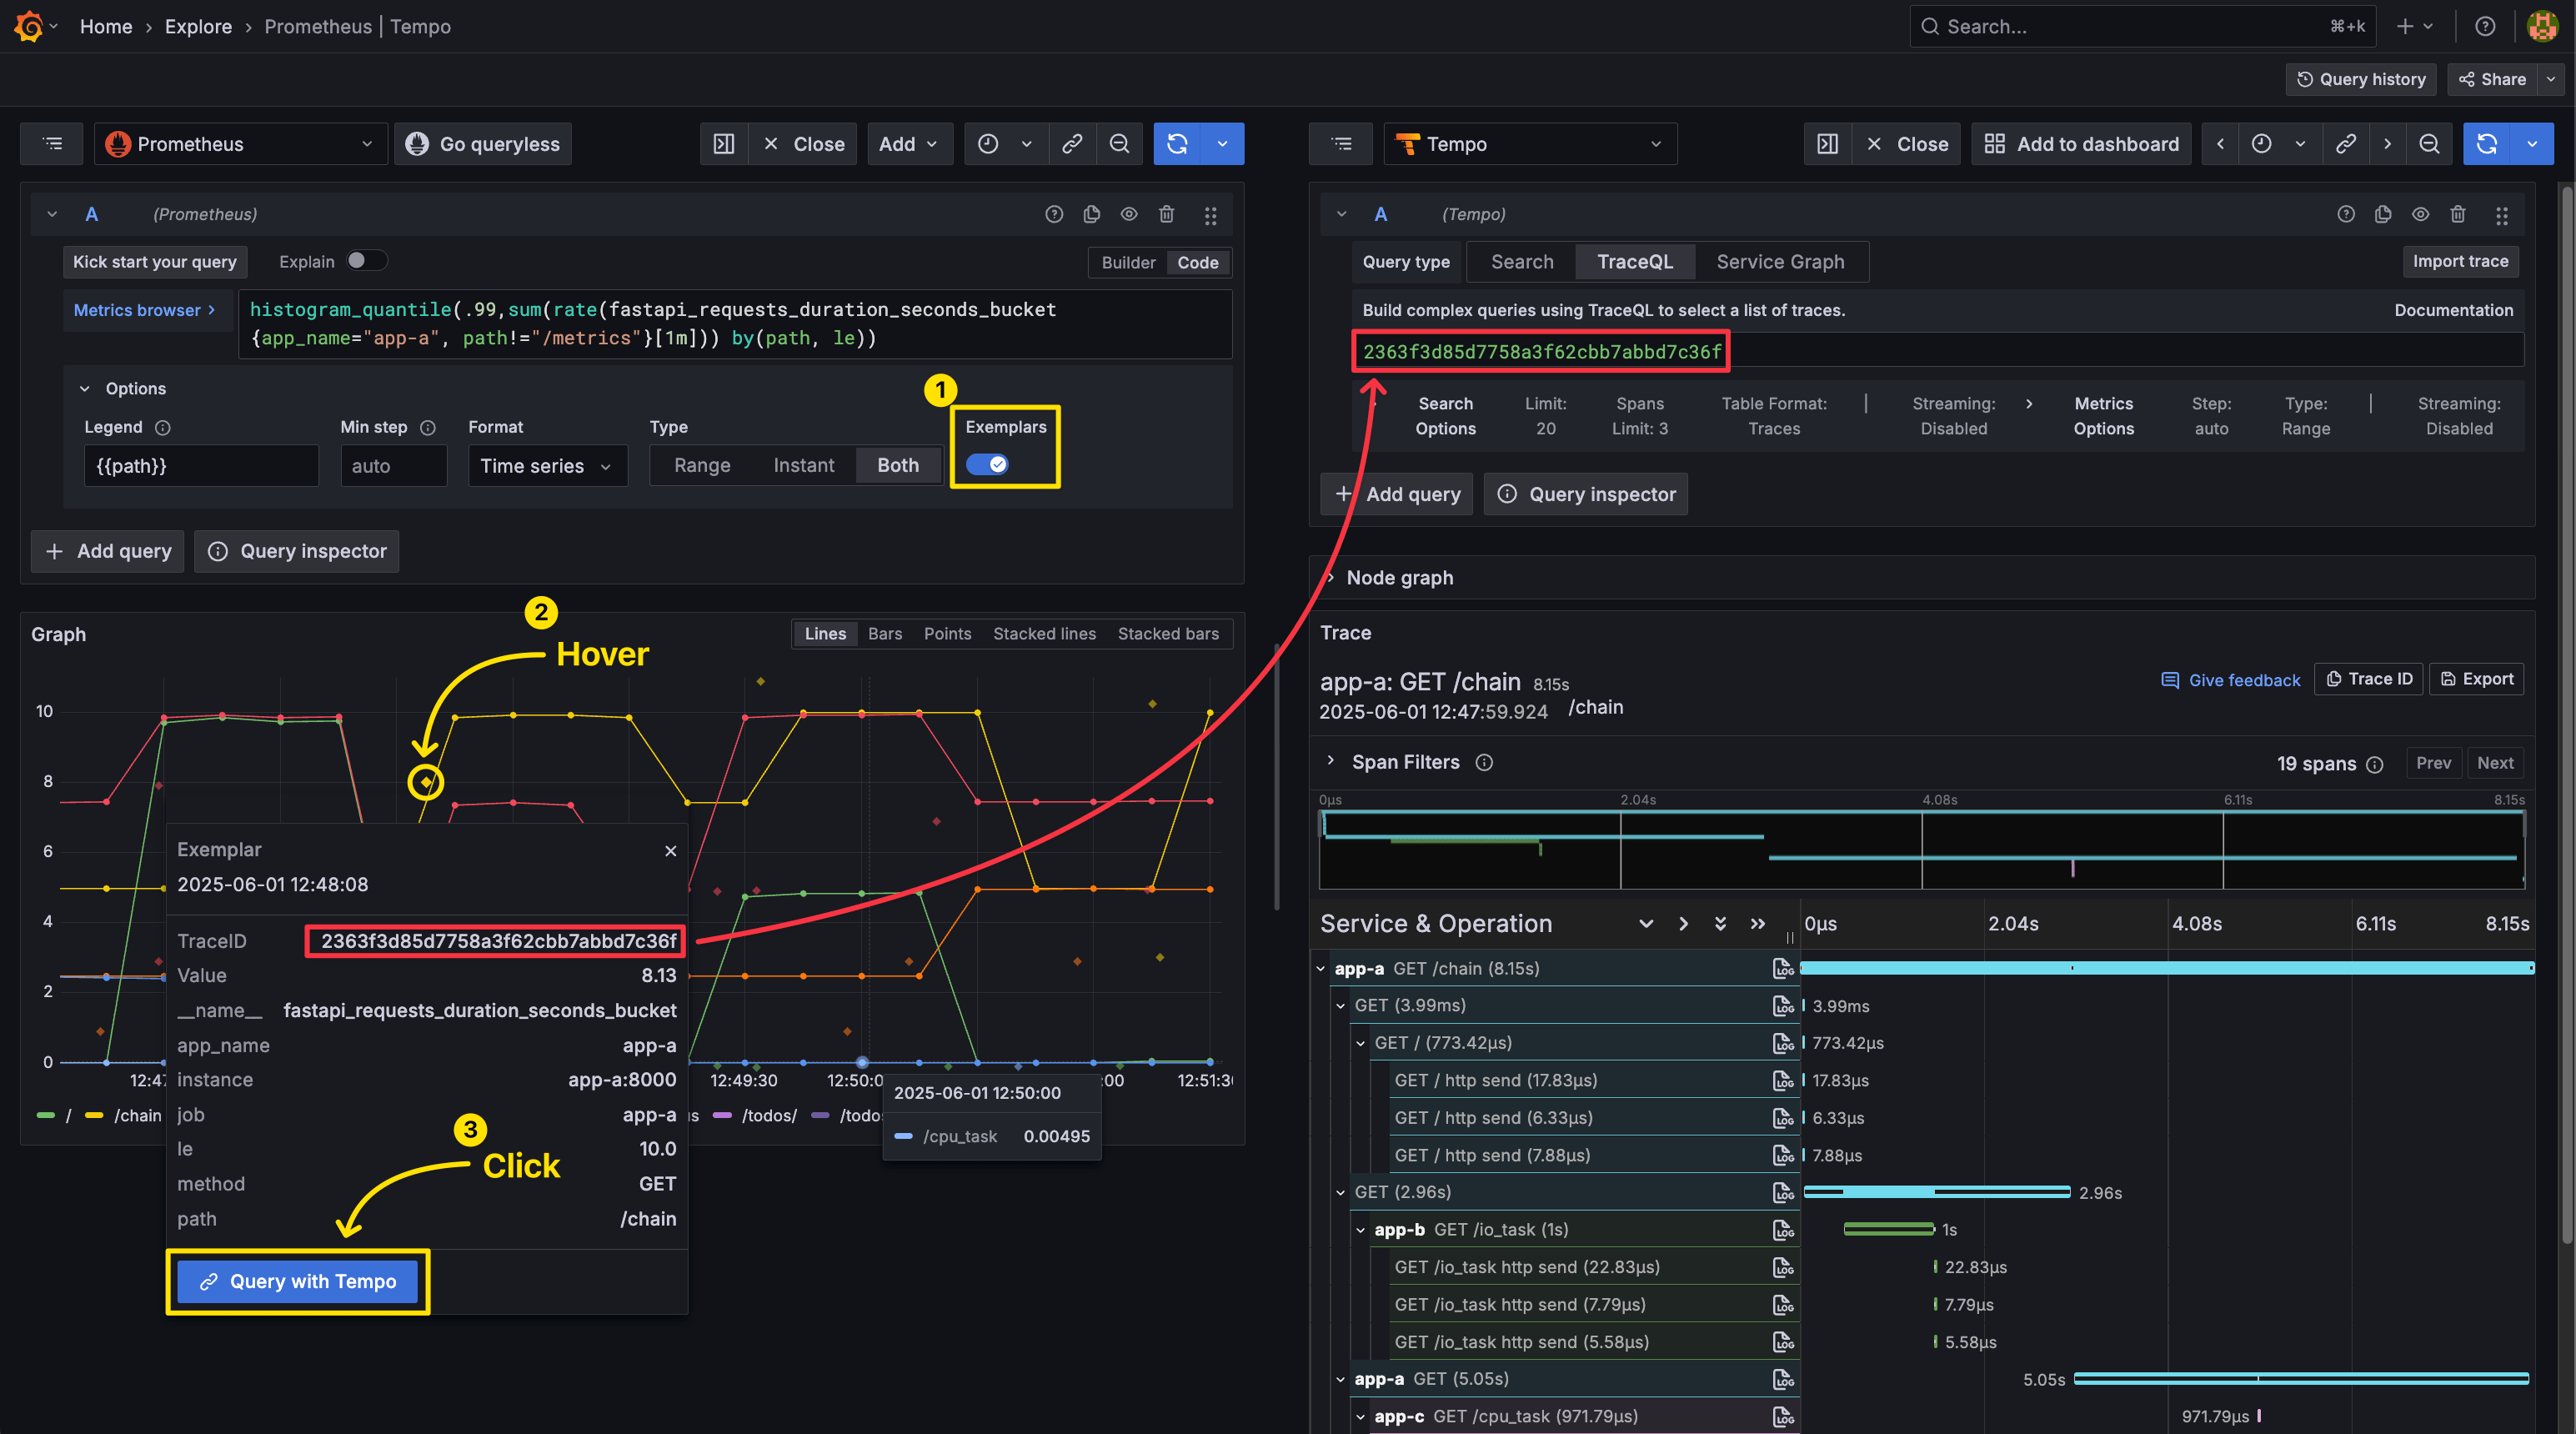 Home › Explore › Prometheus | Tempo
Search... ⌘+k
Query history Share
Prometheus Go queryless Close Add
A (Prometheus)
Kick start your query Explain Builder Code
Metrics browser >
histogram_quantile(.99,sum(rate(fastapi_requests_duration_seconds_bucket
{app_name="app-a", path!="/metrics"}[1m])) by(path, le))
Options
1
Legend Min step Format Type Exemplars
{{path}} auto Time series Range Instant Both
+ Add query Query inspector
Graph Lines Bars Points Stacked lines Stacked bars
2
Hover
10
8
6
4
2
0
12:47 12:49:30 12:50:0 :00 12:51:3
/ /chain s /todos/ /todos
Exemplar
2025-06-01 12:48:08
TraceID 2363f3d85d7758a3f62cbb7abbd7c36f
Value 8.13
__name__ fastapi_requests_duration_seconds_bucket
app_name app-a
instance app-a:8000
job app-a
le 10.0
method GET
path /chain
3
Click
Query with Tempo
2025-06-01 12:50:00
/cpu_task 0.00495
Tempo Close Add to dashboard
A (Tempo)
Query type Search TraceQL Service Graph Import trace
Build complex queries using TraceQL to select a list of traces. Documentation
2363f3d85d7758a3f62cbb7abbd7c36f
Search Limit: Spans Table Format: | Streaming: > Metrics Step: Type: | Streaming:
Options 20 Limit: 3 Traces Disabled Options auto Range Disabled
+ Add query Query inspector
Node graph
Trace
app-a: GET /chain 8.15s
Give feedback Trace ID Export
2025-06-01 12:47:59.924 /chain
Span Filters 19 spans Prev Next
0μs 2.04s 4.08s 6.11s 8.15s
Service & Operation 0μs 2.04s 4.08s 6.11s 8.15s
app-a GET /chain (8.15s) LOG
GET (3.99ms) LOG 3.99ms
GET / (773.42μs) LOG 773.42μs
GET / http send (17.83μs) LOG 17.83μs
GET / http send (6.33μs) LOG 6.33μs
GET / http send (7.88μs) LOG 7.88μs
GET (2.96s) LOG 2.96s
app-b GET /io_task (1s) LOG 1s
GET /io_task http send (22.83μs) LOG 22.83μs
GET /io_task http send (7.79μs) LOG 7.79μs
GET /io_task http send (5.58μs) LOG 5.58μs
app-a GET (5.05s) LOG 5.05s
app-c GET /cpu_task (971.79μs) LOG 971.79μs